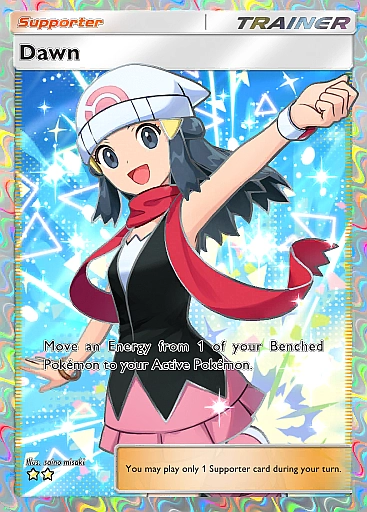 Supporter
TRAINER
Dawn
Move an Energy from 1 of your Benched
Pokémon to your Active Pokémon.
Illus. saino misaki
You may play only 1 Supporter card during your turn.